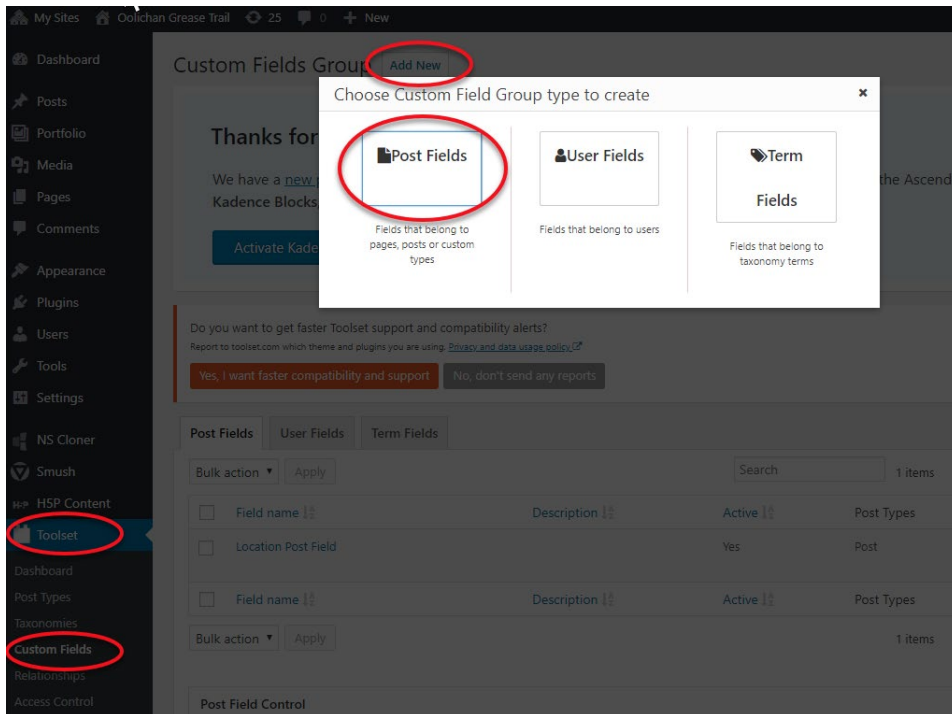 My Sites Oolichan Grease Trail 25 0 + New
Dashboard
Posts
Portfolio
Media
Pages
Comments
Appearance
Plugins
Users
Tools
Settings
NS Cloner
Smush
H5P Content
Toolset
Dashboard
Post Types
Taxonomies
Custom Fields
Relationships
Access Control
Custom Fields Group Add New
Thanks for
We have a new
the Ascend
Kadence Blocks
Activate Kade
Choose Custom Field Group type to create ×
Post Fields
Fields that belong to
pages, posts or custom
types
User Fields
Fields that belong to users
Term
Fields
Fields that belong to
taxonomy terms
Do you want to get faster Toolset support and compatibility alerts?
Report to toolset.com which theme and plugins you are using. Privacy and data usage policy
Yes, I want faster compatibility and support No, don't send any reports
Post Fields User Fields Term Fields
Bulk action Apply Search 1 items
Field name Description Active Post Types
Location Post Field Yes Post
Field name Description Active Post Types
Bulk action Apply 1 items
Post Field Control